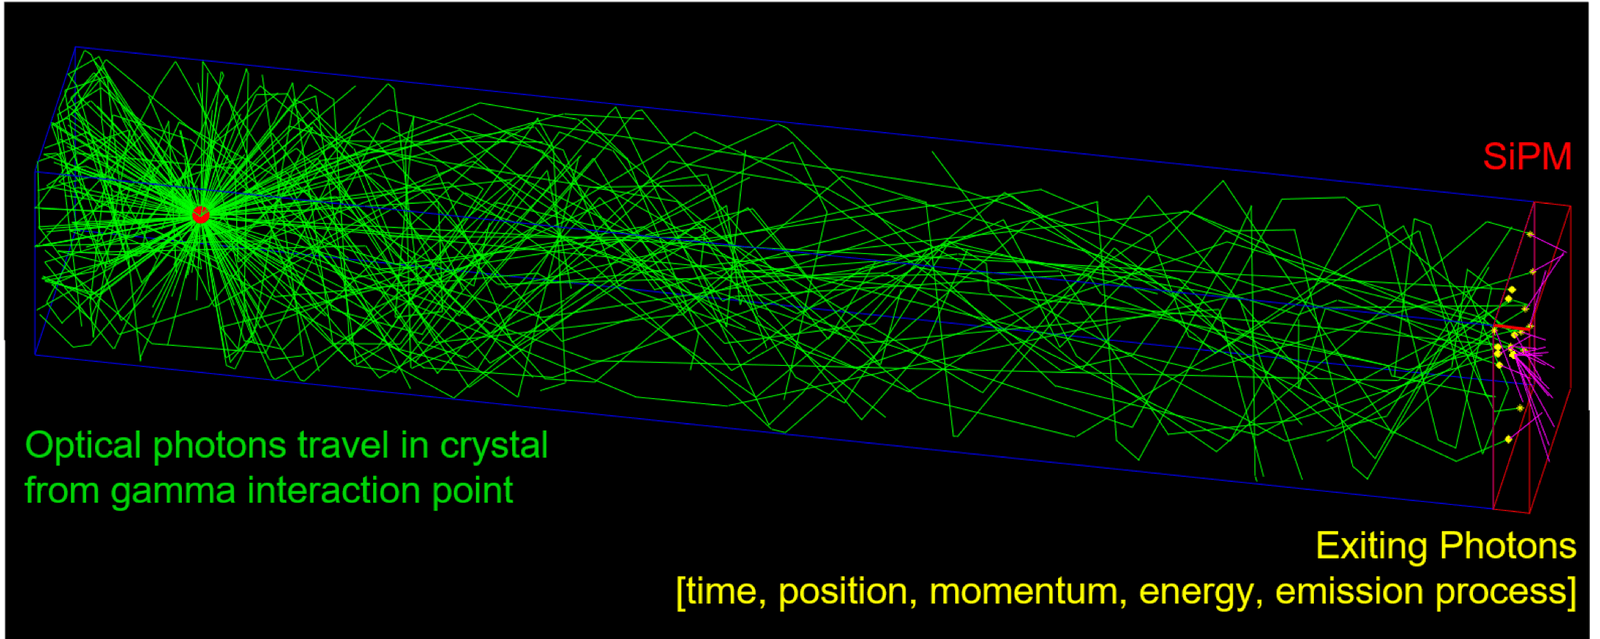 SiPM
Optical photons travel in crystal
from gamma interaction point
Exiting Photons
[time, position, momentum, energy, emission process]